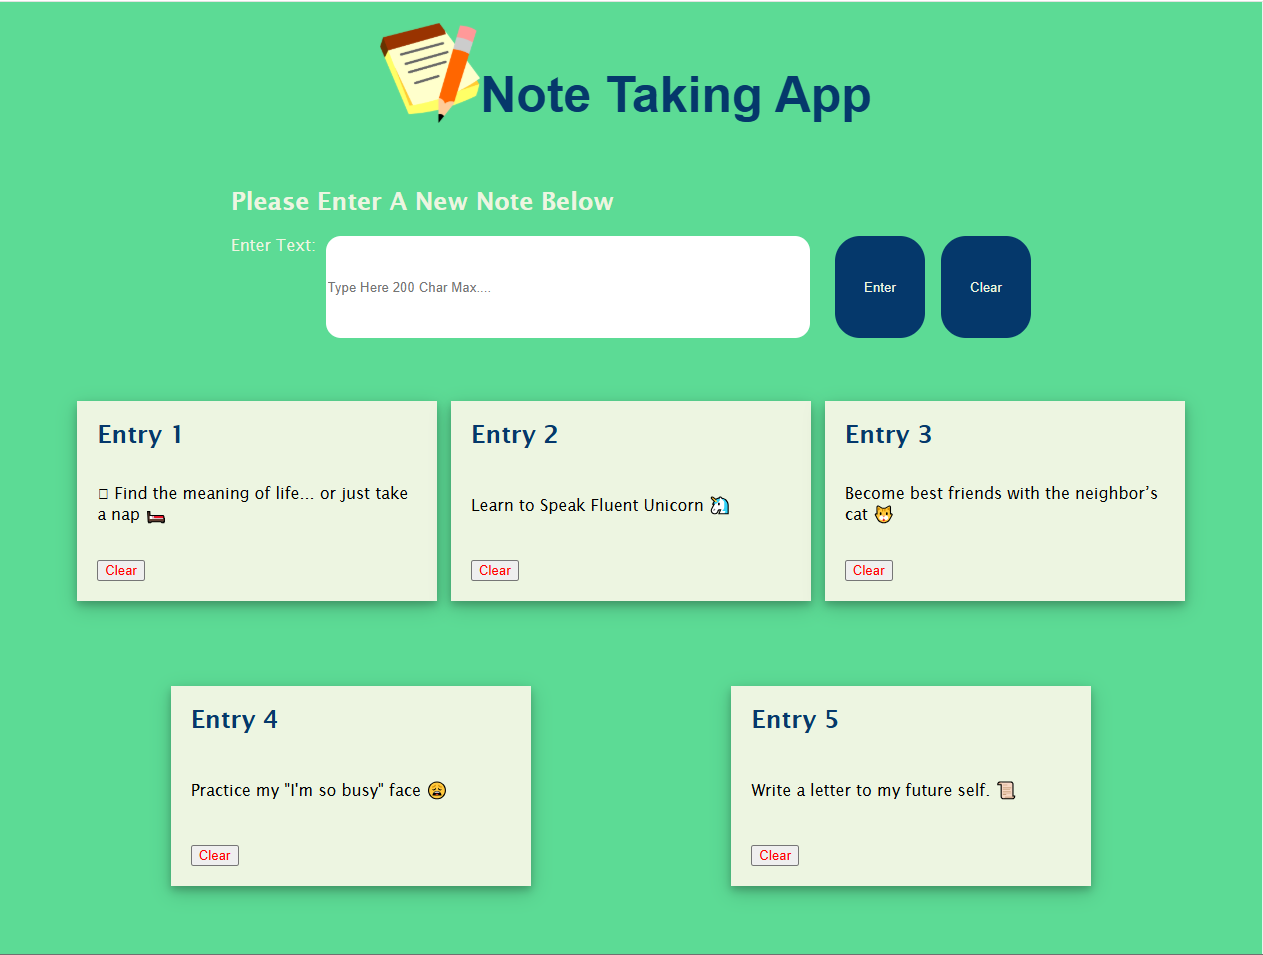 Note Taking App
Please Enter A New Note Below
Enter Text:
Type Here 200 Char Max....
Enter
Clear
Entry 1
Entry 2
Entry 3
▯ Find the meaning of life... or just take
a nap 🛏️
Learn to Speak Fluent Unicorn 🦄
Become best friends with the neighbor’s
cat 🐱
Clear
Clear
Clear
Entry 4
Entry 5
Practice my "I'm so busy" face 😩
Write a letter to my future self. 📜
Clear
Clear